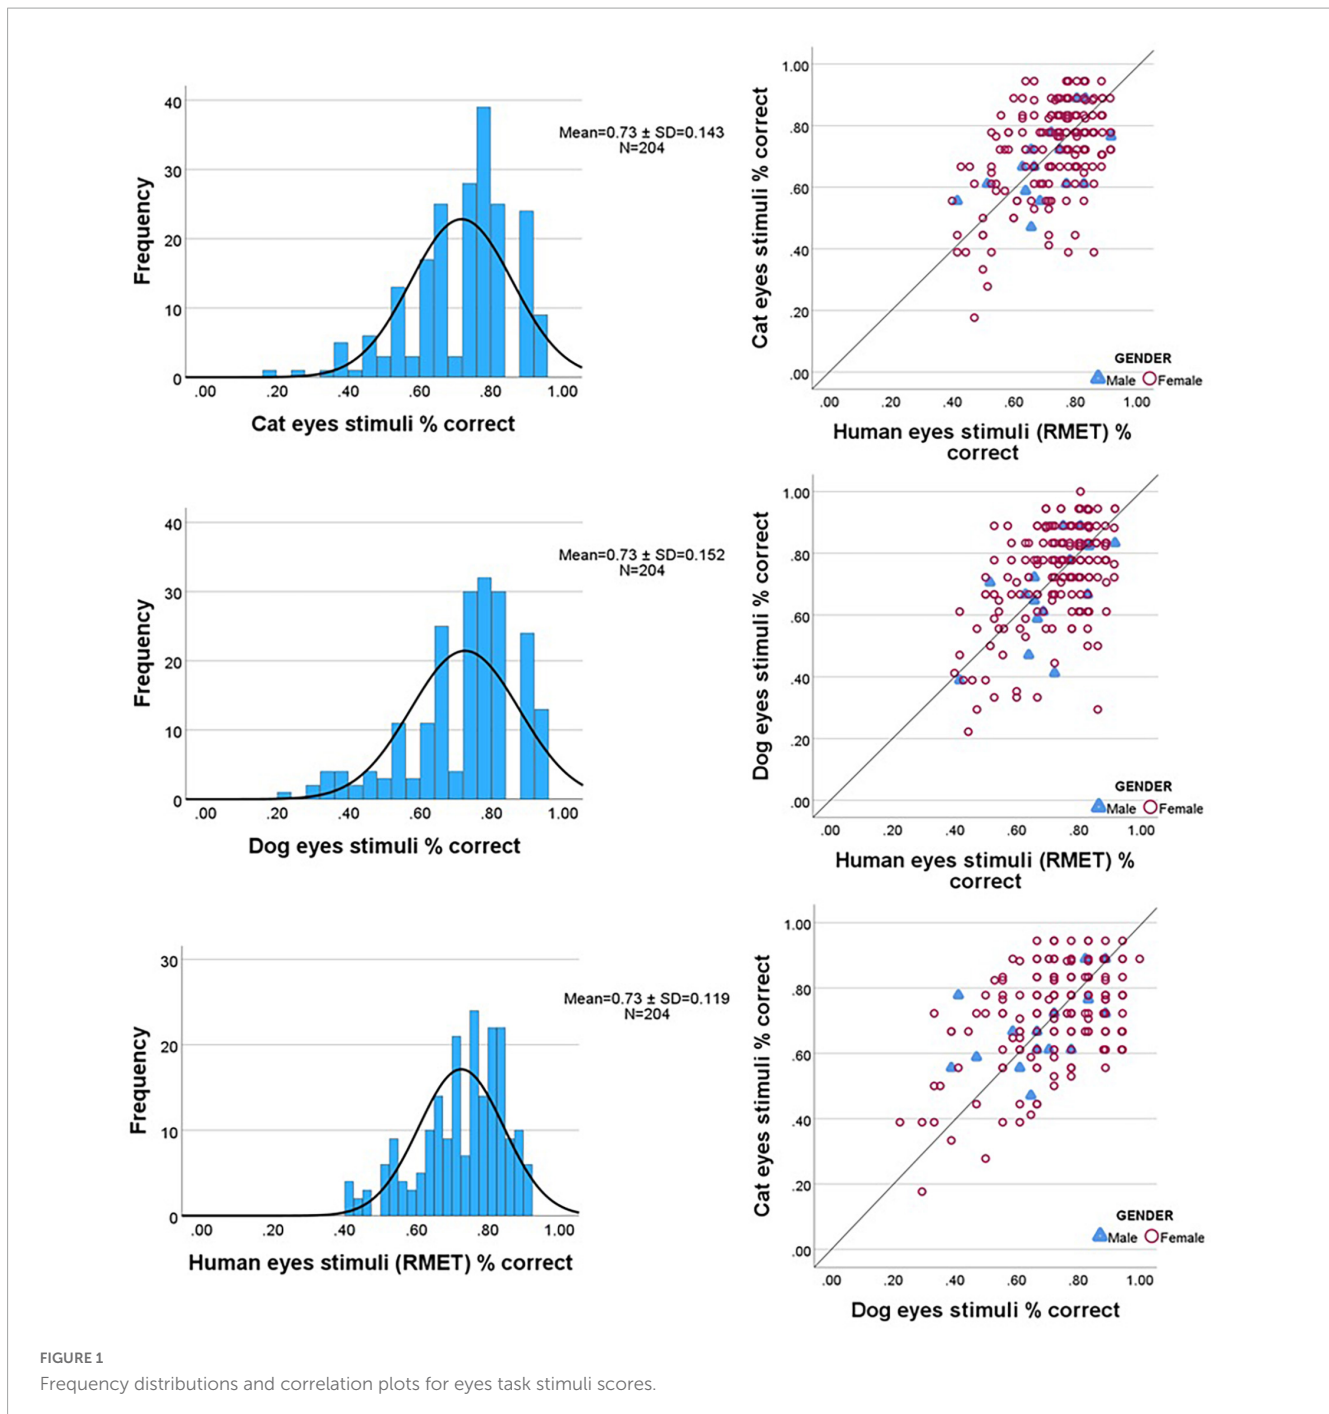 40
30
20
10
0
Frequency
.00 .20 .40 .60 .80 1.00
Cat eyes stimuli % correct
Mean=0.73 ± SD=0.143
N=204
1.00
.80
.60
.40
.20
.00
Cat eyes stimuli % correct
GENDER
Male Female
.00 .20 .40 .60 .80 1.00
Human eyes stimuli (RMET) %
correct
40
30
20
10
0
Frequency
.00 .20 .40 .60 .80 1.00
Dog eyes stimuli % correct
Mean=0.73 ± SD=0.152
N=204
1.00
.80
.60
.40
.20
.00
Dog eyes stimuli % correct
GENDER
Male Female
.00 .20 .40 .60 .80 1.00
Human eyes stimuli (RMET) %
correct
30
20
10
0
Frequency
.00 .20 .40 .60 .80 1.00
Human eyes stimuli (RMET) % correct
Mean=0.73 ± SD=0.119
N=204
1.00
.80
.60
.40
.20
.00
Cat eyes stimuli % correct
GENDER
Male Female
.00 .20 .40 .60 .80 1.00
Dog eyes stimuli % correct
FIGURE 1
Frequency distributions and correlation plots for eyes task stimuli scores.